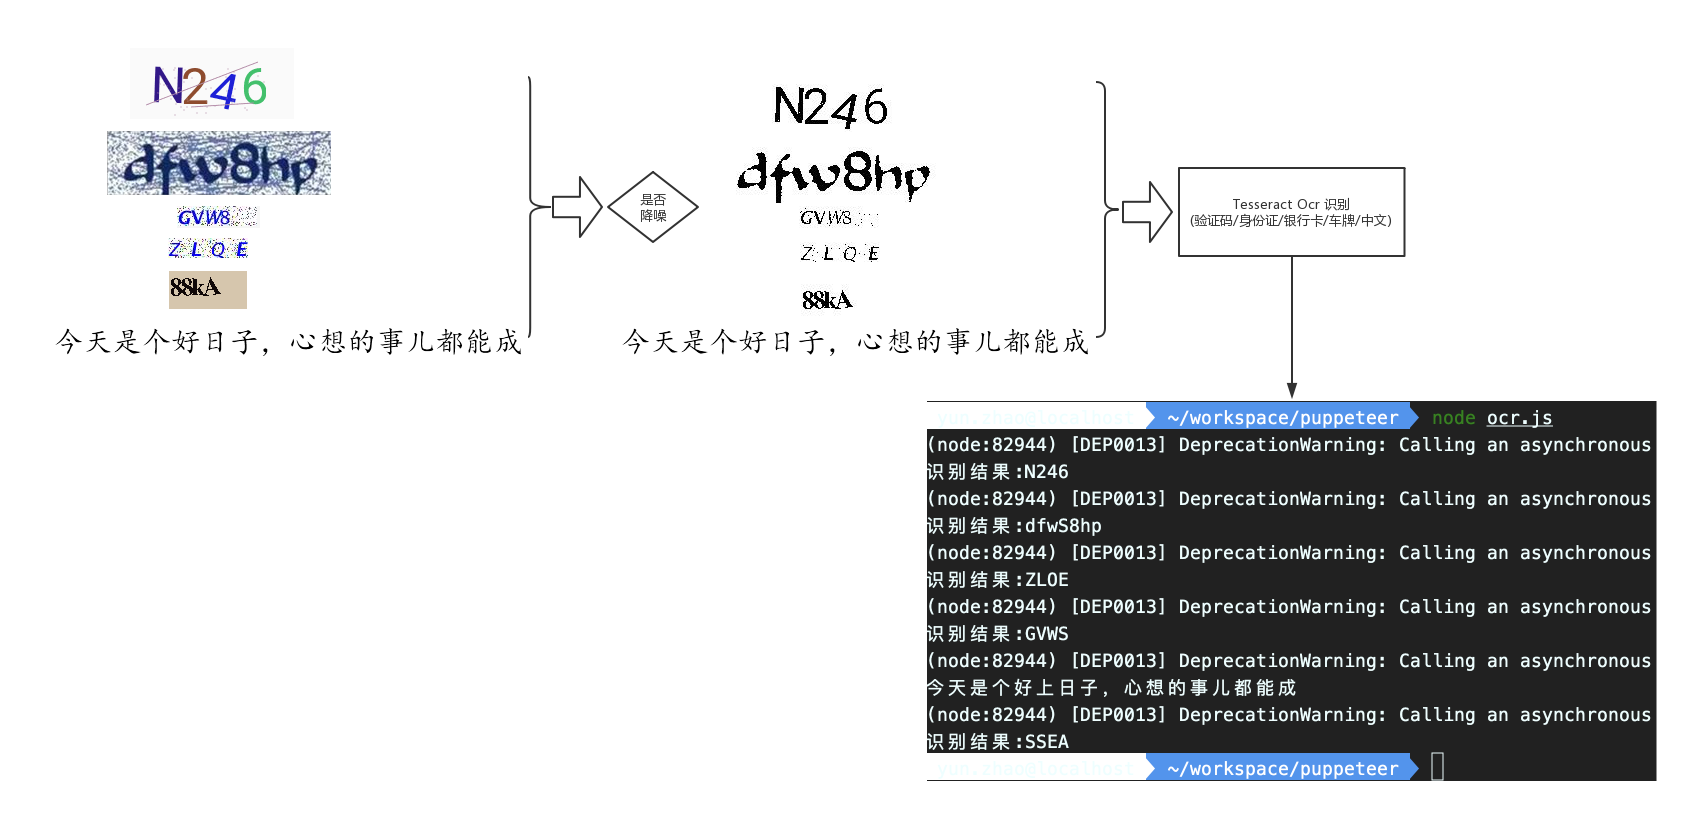 N246
dfw8hp
GVW8
Z L Q E
88kA
今天是个好日子，心想的事儿都能成
是否
降噪
N246
dfw8hp
GVW8
Z L Q E
88kA
今天是个好日子，心想的事儿都能成
Tesseract Ocr 识别
(验证码/身份证/银行卡/车牌/中文)
yun.zhao@localhost ~/workspace/puppeteer node ocr.js
(node:82944) [DEP0013] DeprecationWarning: Calling an asynchronous
识别结果:N246
(node:82944) [DEP0013] DeprecationWarning: Calling an asynchronous
识别结果:dfwS8hp
(node:82944) [DEP0013] DeprecationWarning: Calling an asynchronous
识别结果:ZLOE
(node:82944) [DEP0013] DeprecationWarning: Calling an asynchronous
识别结果:GVWS
(node:82944) [DEP0013] DeprecationWarning: Calling an asynchronous
今天是个好上日子，心想的事儿都能成
(node:82944) [DEP0013] DeprecationWarning: Calling an asynchronous
识别结果:SSEA
yun.zhao@localhost ~/workspace/puppeteer